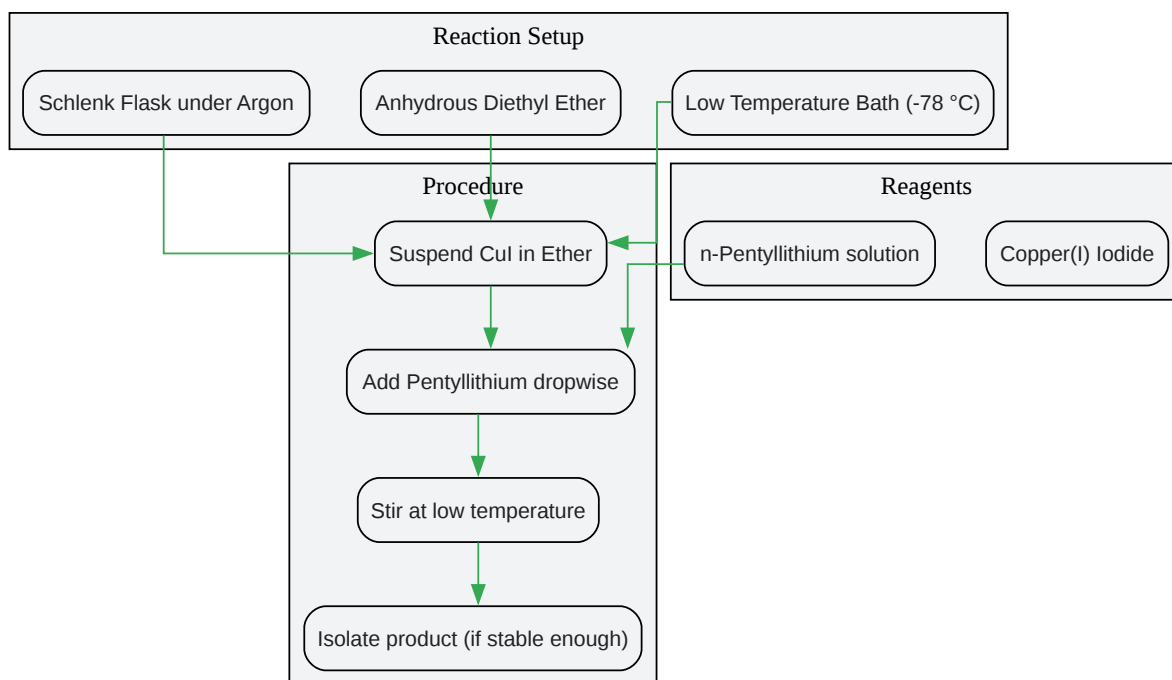 Reaction Setup
Schlenk Flask under Argon
Anhydrous Diethyl Ether
Low Temperature Bath (-78 °C)
Procedure
Reagents
Suspend CuI in Ether
n-Pentyllithium solution
Copper(I) Iodide
Add Pentyllithium dropwise
Stir at low temperature
Isolate product (if stable enough)